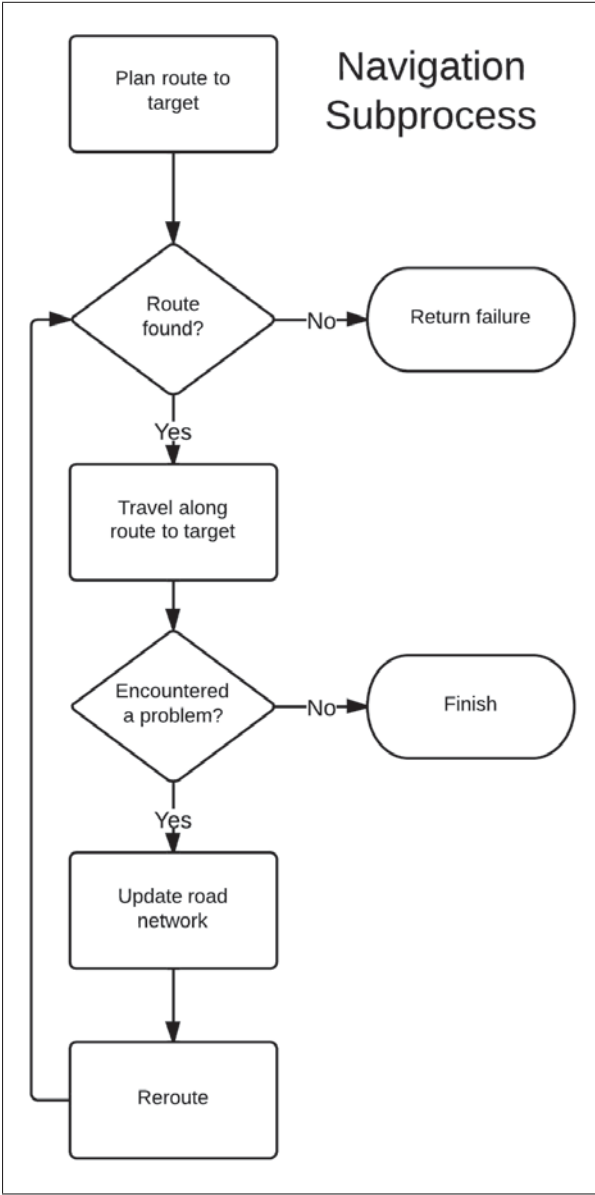 Navigation
Subprocess
Plan route to
target
Route
found?
No
Return failure
Yes
Travel along
route to target
Encountered
a problem?
No
Finish
Yes
Update road
network
Reroute